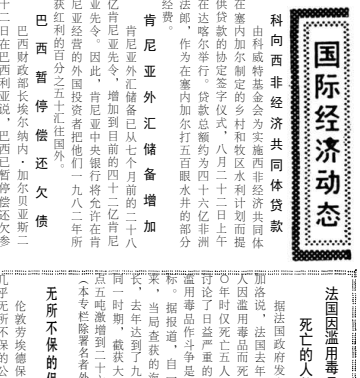 国际经济动态
科向西非经济共同体贷款
由科威特基金会为实施西非经济共同体
在塞内加尔制定的乡村和牧区水利计划而提
供贷款的协定签字仪式，八月二十二日上午
在达喀尔举行。贷款总额约为四十六亿非洲
法郎，作为在塞内加尔打五百眼水井的部分
经费。
肯尼亚外汇储备增加
肯尼亚外汇储备已从七个月前的二十八
亿肯尼亚先令，增加到目前的四十二亿肯尼
亚先令。因此，肯尼亚中央银行将允许在肯
尼亚经营的外国投资者把他们一九八二年所
获红利的百分之五十汇往国外。
巴西暂停偿还欠债
巴西财政部长埃尔纳内·加尔贝亚斯二
十二日在巴西利亚说，巴西已暂停偿还欠参
法国因滥用毒
死亡的人
据法国政府发
加洛说，法国去年
人因滥用毒品而死
〇年时仅死亡五人
讨论了日益严重的
滥用毒品作斗争是
标。据报道，自一
来，当局查获的海
长，去年达到了九
同一时期，截获大
点五吨激增到二十
（本专栏除署名者外
无所不保的保
伦敦劳埃德保
几乎无所不保的公